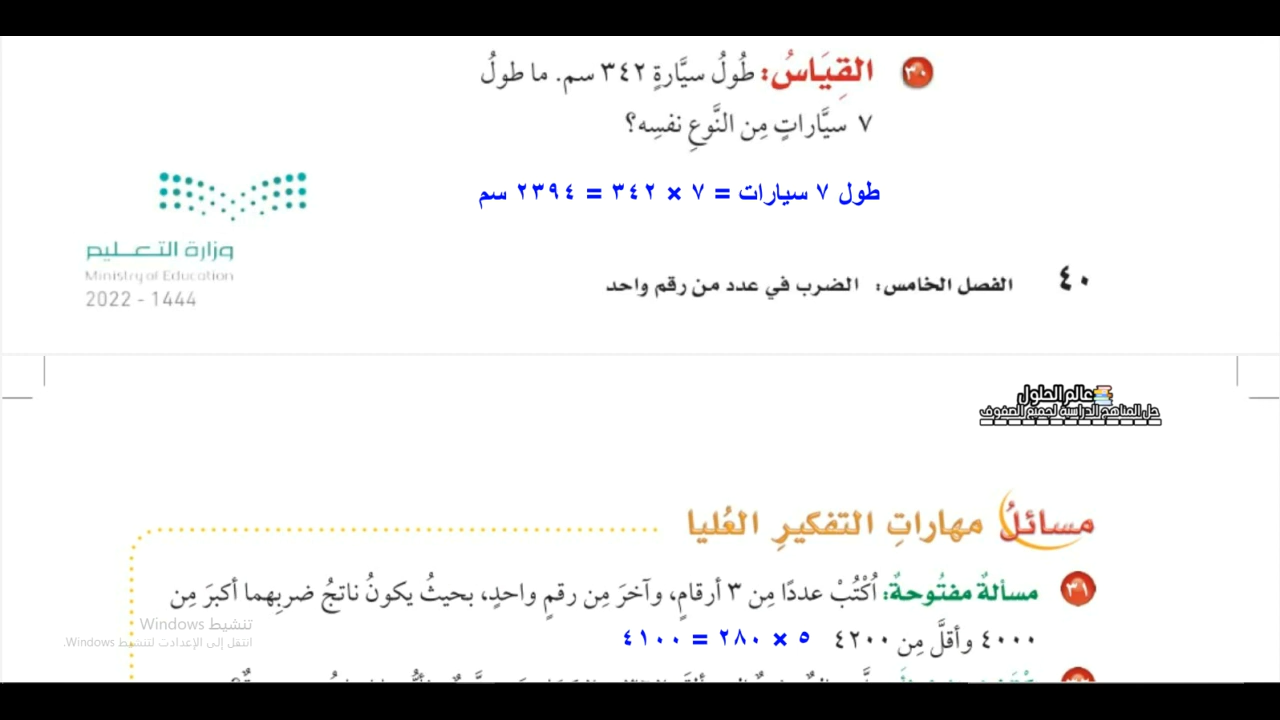 ٣٠ القِيَاسُ: طُولُ سيَّارةٍ ٣٤٢ سم. ما طولُ
٧ سيَّاراتٍ مِن النَّوعِ نفسِه؟
طول ٧ سيارات = ٧ × ٣٤٢ = ٢٣٩٤ سم
وزارة التعليم
Ministry of Education
2022 - 1444
٤٠ الفصل الخامس: الضرب في عدد من رقم واحد
عالم الحلول
حل المناهج الدراسية لجميع الصفوف
مسائلُ مهاراتِ التفكيرِ العُليا
٣١ مسألةٌ مفتُوحةٌ: أُكْتُبْ عددًا مِن ٣ أرقامٍ، وآخرَ مِن رقمٍ واحدٍ، بحيثُ يكونُ ناتجُ ضربِهما أكبرَ مِن
٤٠٠٠ وأقلَّ مِن ٤٢٠٠ ٥ × ٢٨٠ = ٤١٠٠
تنشيط Windows
انتقل إلى الإعدادات لتنشيط Windows.